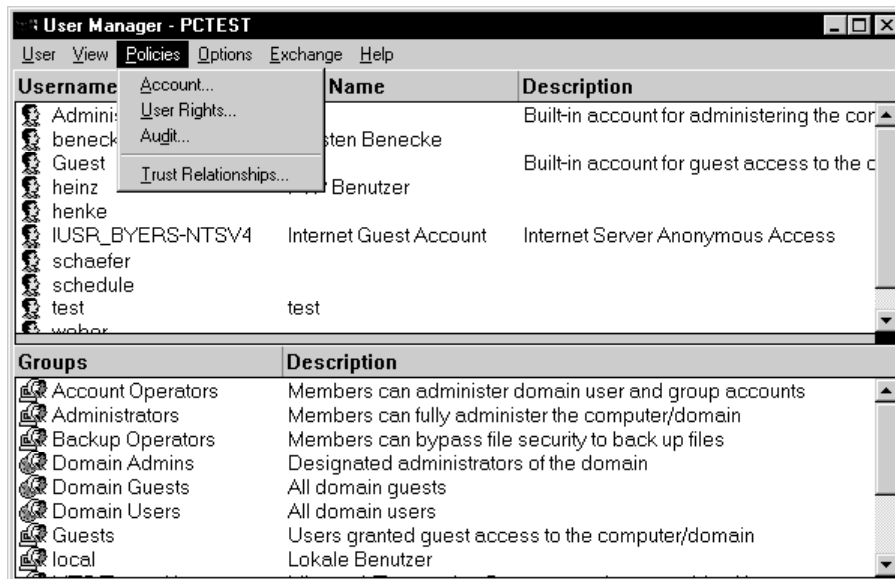 User Manager - PCTEST
User View Policies Options Exchange Help
Username Name Description
Account...
User Rights...
Audit...
Trust Relationships...
Built-in account for administering the
Benecke
Guest Built-in account for guest access to the
heinz Benutzer
henke
IUSR_BYERS-NTSV4 Internet Guest Account Internet Server Anonymous Access
schaefer
schedule
test test
Groups Description
Account Operators Members can administer domain user and group accounts
Administrators Members can fully administer the computer/domain
Backup Operators Members can bypass file security to back up files
Domain Admins Designated administrators of the domain
Domain Guests All domain guests
Domain Users All domain users
Guests Users granted guest access to the computer/domain
local Lokale Benutzer